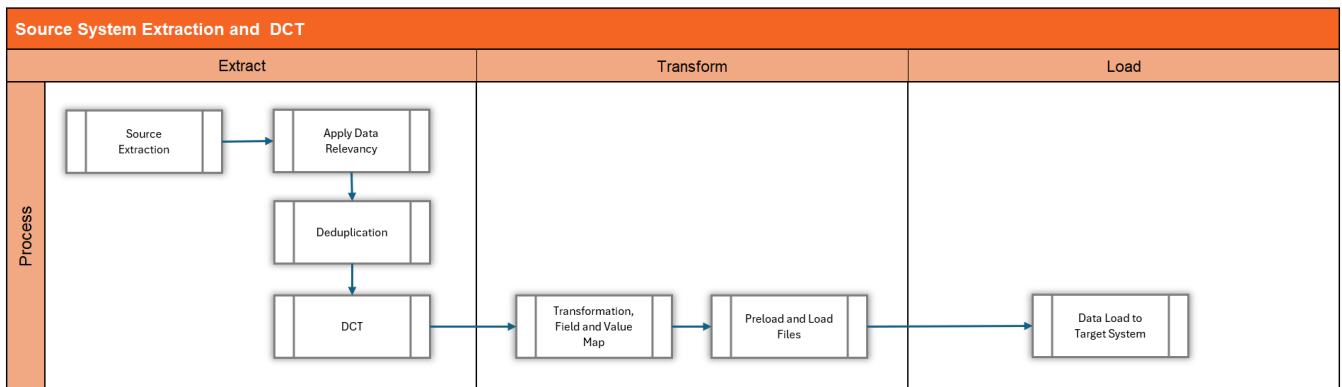 Source System Extraction and DCT
Extract
Transform
Load
Process
Source
Extraction
Apply Data
Relevancy
Deduplication
DCT
Transformation,
Field and Value
Map
Preload and Load
Files
Data Load to
Target System